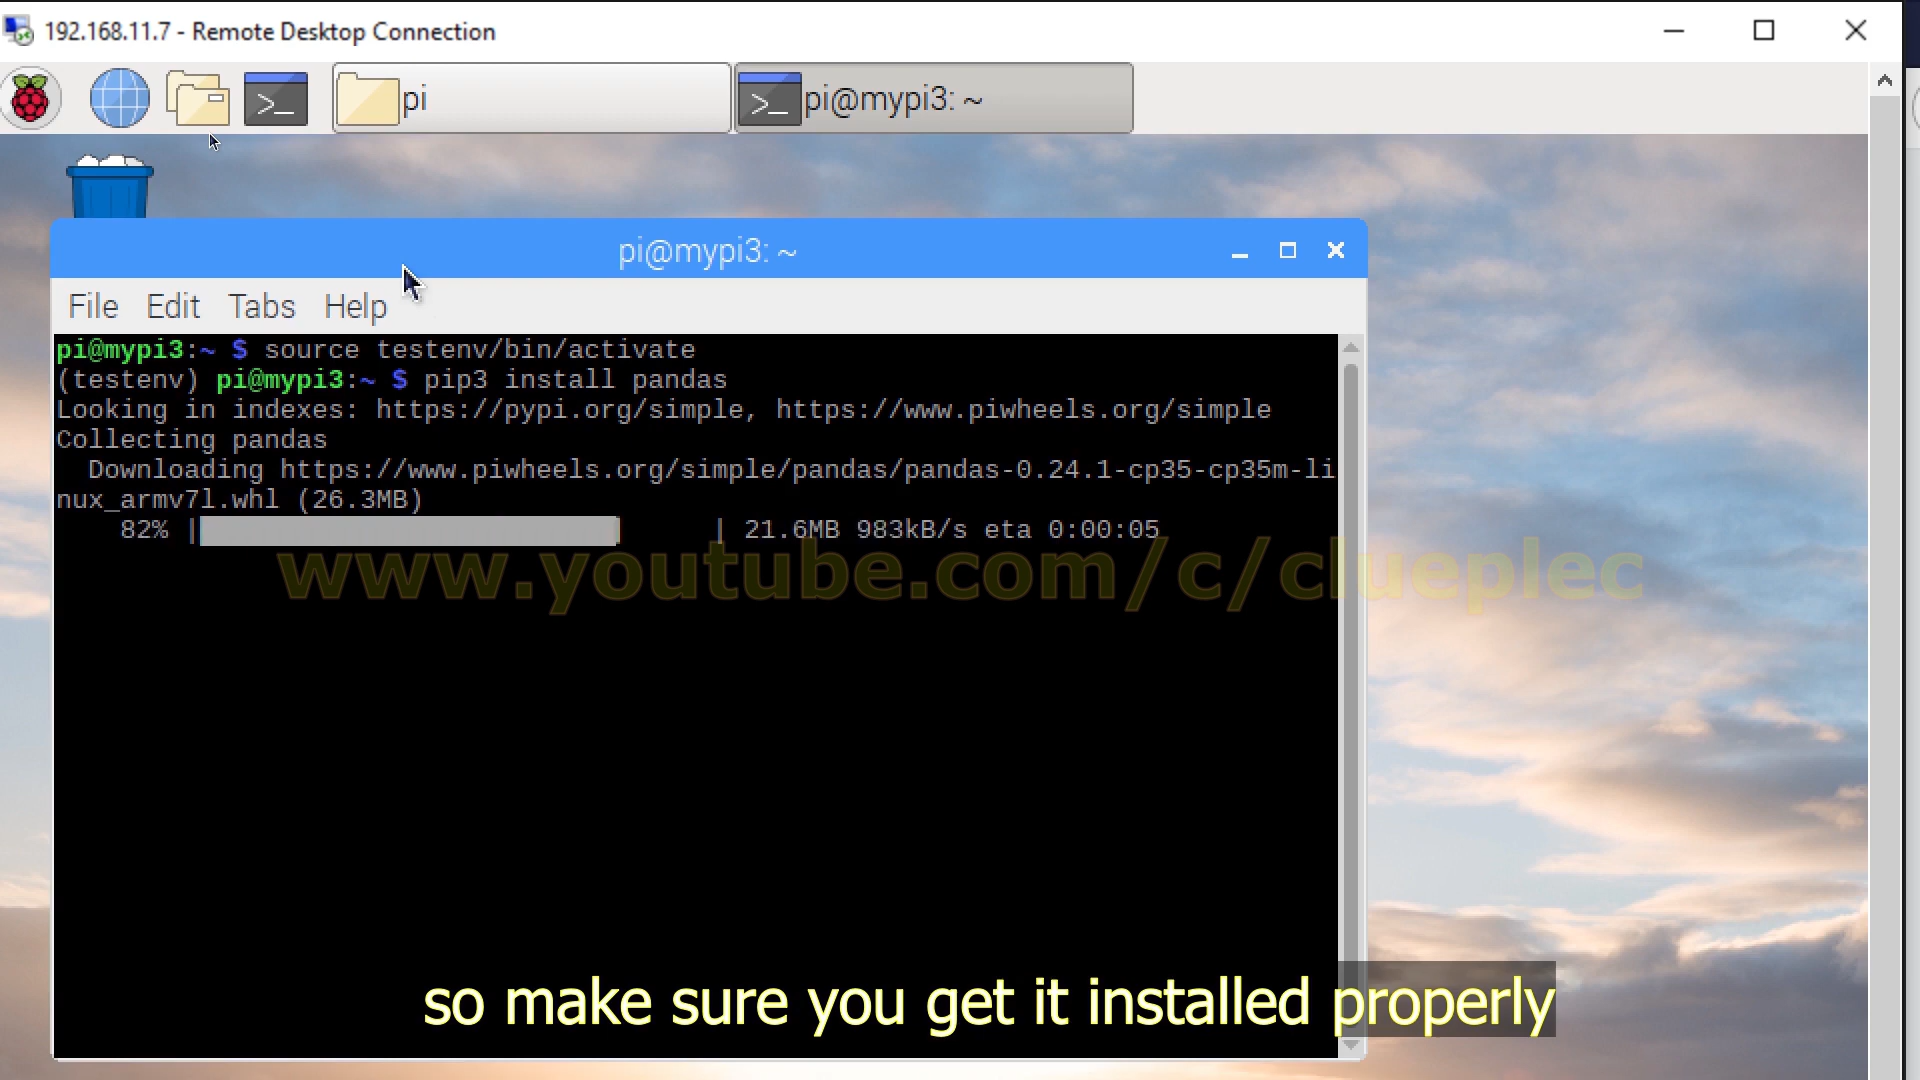 192.168.11.7 - Remote Desktop Connection
pi
pi@mypi3: ~
pi@mypi3: ~
File Edit Tabs Help
pi@mypi3:~ $ source testenv/bin/activate
(testenv) pi@mypi3:~ $ pip3 install pandas
Looking in indexes: https://pypi.org/simple, https://www.piwheels.org/simple
Collecting pandas
Downloading https://www.piwheels.org/simple/pandas/pandas-0.24.1-cp35-cp35m-li
nux_armv7l.whl (26.3MB)
82% | | 21.6MB 983kB/s eta 0:00:05
www.youtube.com/c/clueplec
so make sure you get it installed properly